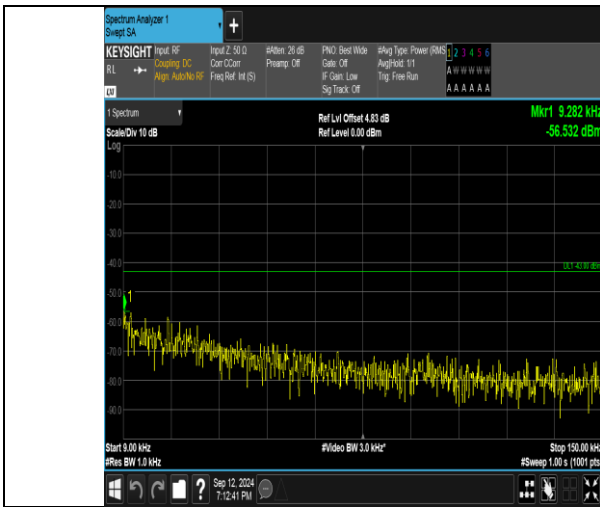 Spectrum Analyzer 1
Swept SA
+
KEYSIGHT Input: RF Input Z: 50 Ω #Atten: 26 dB PNO: Best Wide #Avg Type: Power (RMS 1 2 3 4 5 6
RL Coupling: DC Corr CCorr Preamp: Off Gate: Off Avg|Hold: 1/1 A W W W W W
Align: Auto/No RF Freq Ref: Int (S) IF Gain: Low Trig: Free Run
LXI Sig Track: Off A A A A A A
1 Spectrum Ref Lvl Offset 4.83 dB Mkr1 9.282 kHz
Scale/Div 10 dB Ref Level 0.00 dBm -56.532 dBm
Log
-10.0
-20.0
-30.0
-40.0
DL1 -43.00 dBm
-50.0
1
-60.0
-70.0
-80.0
-90.0
Start 9.00 kHz #Video BW 3.0 kHz* Stop 150.00 kHz
#Res BW 1.0 kHz #Sweep 1.00 s (1001 pts
? Sep 12, 2024
7:12:41 PM